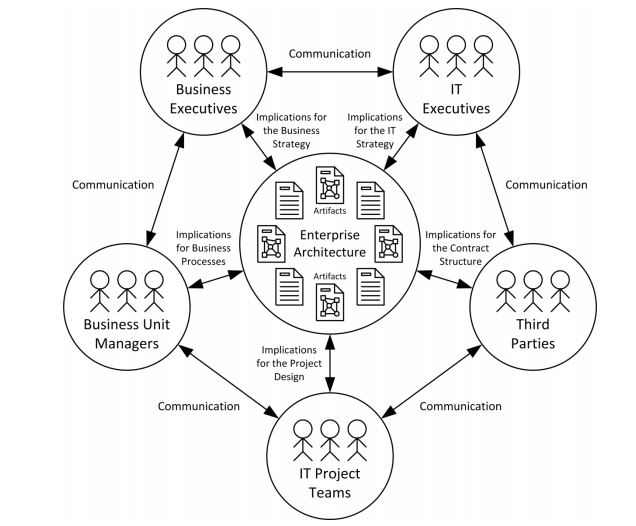 Communication
Business
Executives
IT
Executives
Implications for
the Business
Strategy
Implications
for the IT
Strategy
Communication
Communication
Artifacts
Enterprise
Architecture
Artifacts
Implications
for Business
Processes
Implications for
the Contract
Structure
Business Unit
Managers
Third
Parties
Implications
for the Project
Design
Communication
Communication
IT Project
Teams